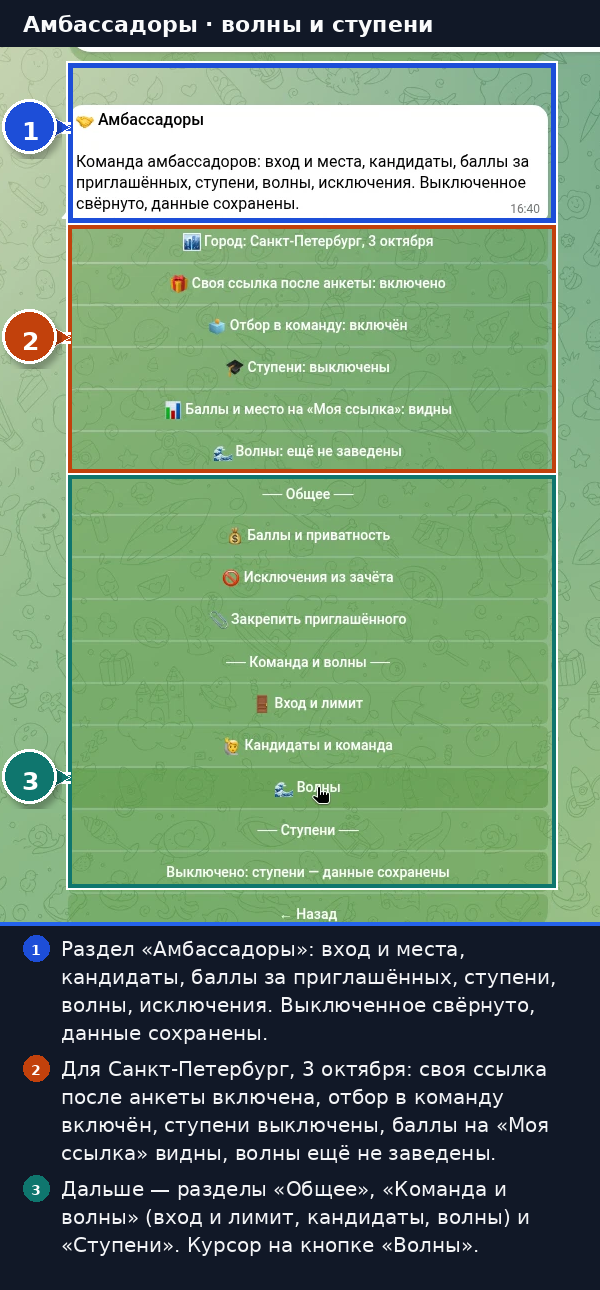 Амбассадоры · волны и ступени
🤝 Амбассадоры
Команда амбассадоров: вход и места, кандидаты, баллы за
приглашённых, ступени, волны, исключения. Выключенное
свёрнуто, данные сохранены.
16:40
1
🏙 Город: Санкт-Петербург, 3 октября
🎁 Своя ссылка после анкеты: включено
🗳 Отбор в команду: включён
2
🎓 Ступени: выключены
📊 Баллы и место на «Моя ссылка»: видны
🌊 Волны: ещё не заведены
── Общее ──
💰 Баллы и приватность
🚫 Исключения из зачёта
📎 Закрепить приглашённого
── Команда и волны ──
🚪 Вход и лимит
🙋 Кандидаты и команда
3
🌊 Волны
── Ступени ──
Выключено: ступени — данные сохранены
← Назад
1 Раздел «Амбассадоры»: вход и места,
кандидаты, баллы за приглашённых, ступени,
волны, исключения. Выключенное свёрнуто,
данные сохранены.
2 Для Санкт-Петербург, 3 октября: своя ссылка
после анкеты включена, отбор в команду
включён, ступени выключены, баллы на «Моя
ссылка» видны, волны ещё не заведены.
3 Дальше — разделы «Общее», «Команда и
волны» (вход и лимит, кандидаты, волны) и
«Ступени». Курсор на кнопке «Волны».